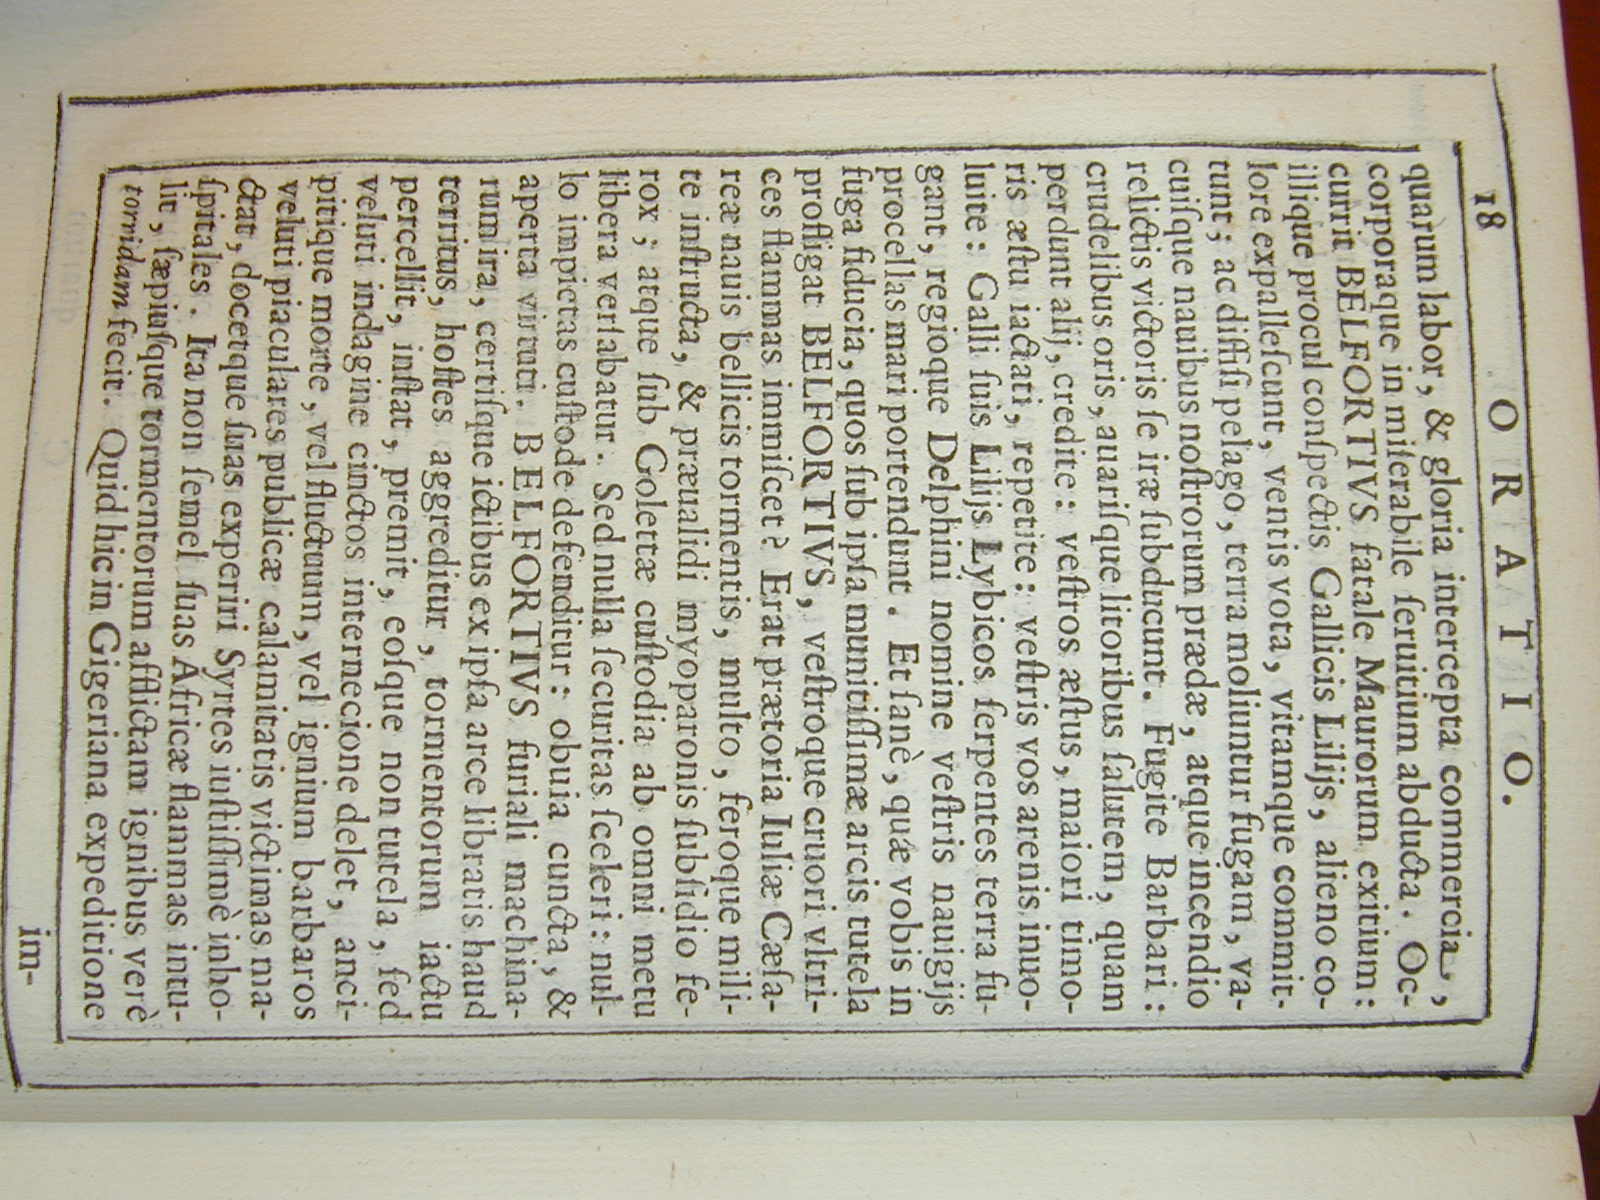 18 ORATIO.
quarum labor, & gloria intercepta commercia,
corporaque in miſerabile ſeruitium abducta. Oc-
currit BELFORTIVS fatale Maurorum exitium:
illique procul conſpectis Gallicis Lilijs, alieno co-
lore expalleſcunt, ventis vota, vitamque commit-
tunt; ac diffiſi pelago, terra moliuntur fugam, va-
cuiſque nauibus noſtrorum prædæ, atque incendio
relictis victoris ſe iræ ſubducunt. Fugite Barbari:
crudelibus oris, auariſque litoribus ſalutem, quam
perdunt alij, credite: veſtros æſtus, maiori timo-
ris æſtu iactati, repetite: veſtris vos arenis inuo-
luite: Galli ſuis Lilijs Lybicos ſerpentes terra fu-
gant, regioque Delphini nomine veſtris nauigijs
procellas mari portendunt. Et ſanè, quæ vobis in
fuga fiducia, quos ſub ipſa munitiſſimæ arcis tutela
profligat BELFORTIVS, veſtroque cruori vltri-
ces flammas immiſcet? Erat prætoria Iuliæ Cæſa-
reæ nauis bellicis tormentis, multo, feroque mili-
te inſtructa, & præualidi myoparonis ſubſidio fe-
rox; atque ſub Golettæ cuſtodia ab omni metu
libera verſabatur. Sed nulla ſecuritas ſceleri: nul-
lo impietas cuſtode defenditur: obuia cuncta, &
aperta virtuti. BELFORTIVS furiali machina-
rum ira, certiſque ictibus ex ipſa arce libratis haud
territus, hoſtes aggreditur, tormentorum iactu
percellit, inſtat, premit, eoſque non tutela, ſed
veluti indagine cinctos internecione delet, anci-
pitique morte, vel fluctuum, vel ignium barbaros
veluti piaculares publicæ calamitatis victimas ma-
ctat, docetque ſuas experiri Syrtes iuſtiſſimè inho-
ſpitales. Ita non ſemel ſuas Africæ flammas intu-
lit, ſæpiuſque tormentorum afflictam ignibus verè
torridam fecit. Quid hic in Gigeriana expeditione
im-